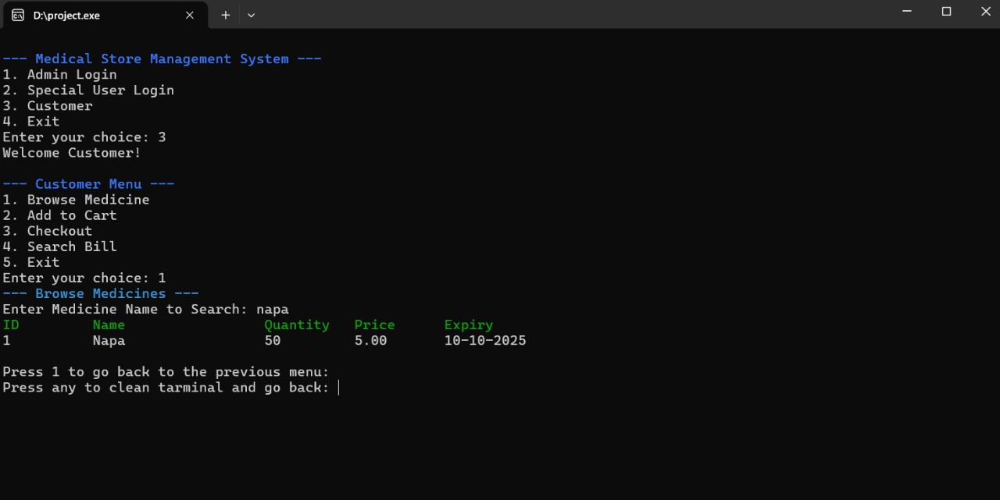 D:\project.exe
--- Medical Store Management System ---
1. Admin Login
2. Special User Login
3. Customer
4. Exit
Enter your choice: 3
Welcome Customer!
--- Customer Menu ---
1. Browse Medicine
2. Add to Cart
3. Checkout
4. Search Bill
5. Exit
Enter your choice: 1
--- Browse Medicines ---
Enter Medicine Name to Search: napa
ID Name Quantity Price Expiry
1 Napa 50 5.00 10-10-2025
Press 1 to go back to the previous menu:
Press any to clean tarminal and go back: